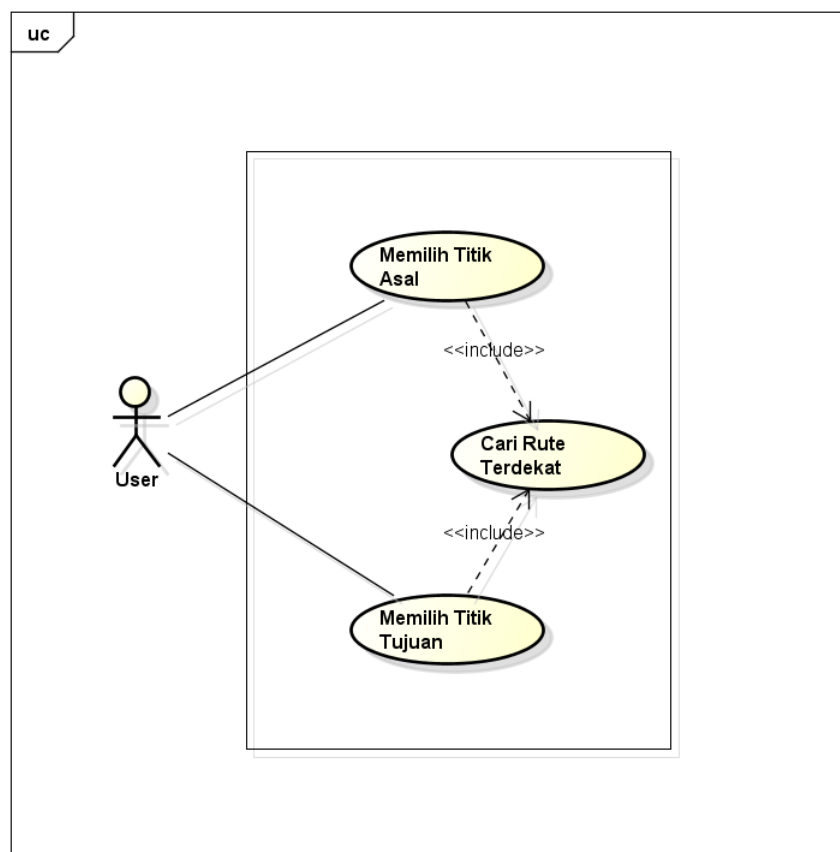 uc
Memilih Titik
Asal
<<include>>
Cari Rute
Terdekat
User
<<include>>
Memilih Titik
Tujuan